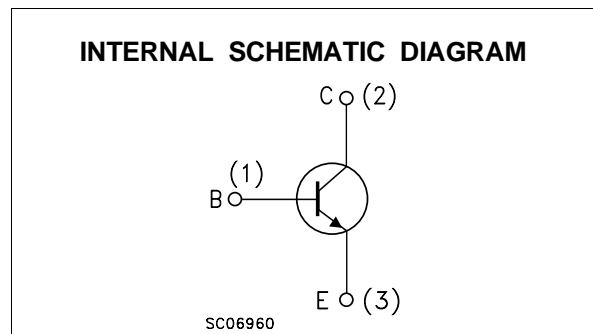 INTERNAL SCHEMATIC DIAGRAM
C (2)
(1)
B
E (3)
SC06960